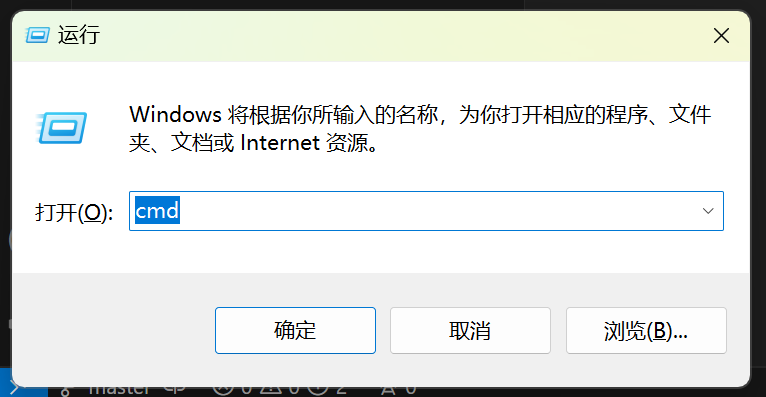 运行
Windows 将根据你所输入的名称，为你打开相应的程序、文件
夹、文档或 Internet 资源。
打开(O): cmd
确定 取消 浏览(B)...
master 0 0 2 0